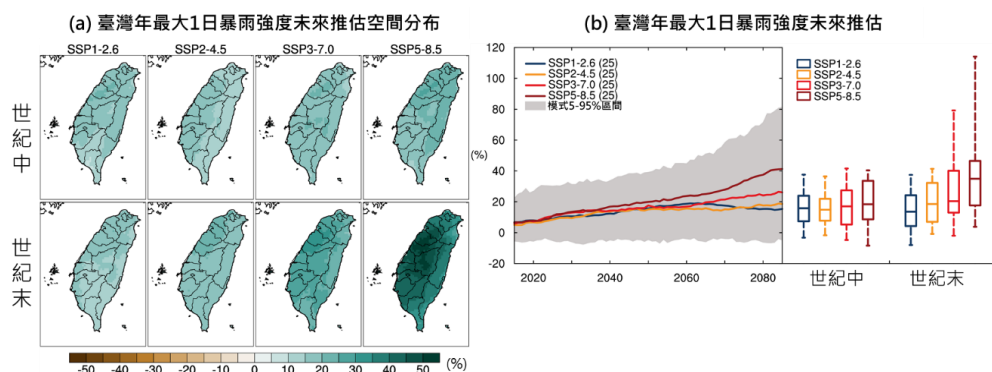 (a) 臺灣年最大1日暴雨強度未來推估空間分布
SSP1-2.6 SSP2-4.5 SSP3-7.0 SSP5-8.5
世紀中
世紀末
-50 -40 -30 -20 -10 0 10 20 30 40 50 (%)
(b) 臺灣年最大1日暴雨強度未來推估
120
100
80
60
40
20
0
-20
(%)
SSP1-2.6 (25)
SSP2-4.5 (25)
SSP3-7.0 (25)
SSP5-8.5 (25)
模式5-95%區間
2020 2040 2060 2080
SSP1-2.6
SSP2-4.5
SSP3-7.0
SSP5-8.5
世紀中 世紀末